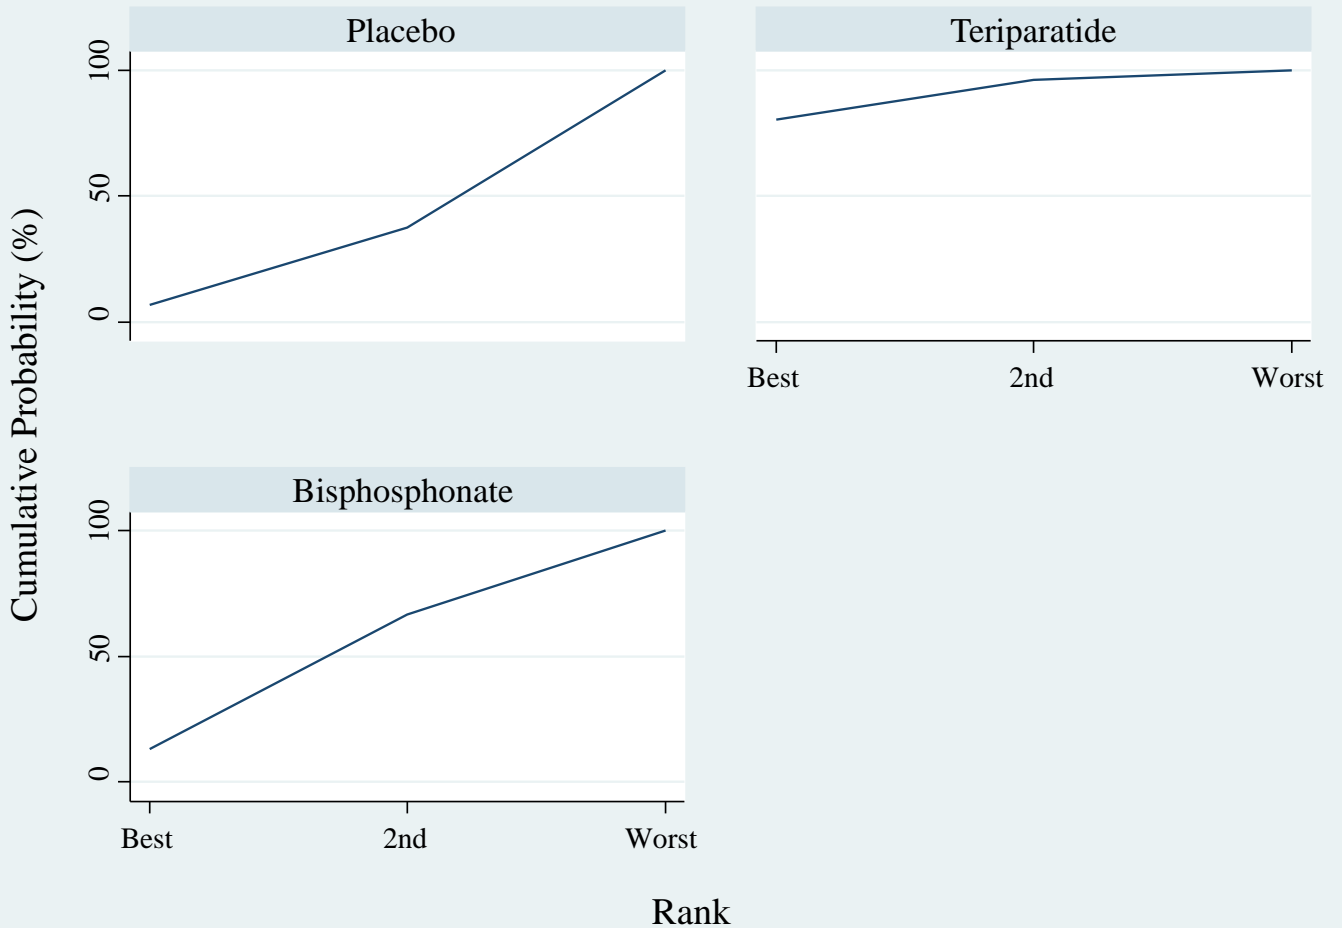 Placebo
Teriparatide
100
50
0
Best
2nd
Worst
Bisphosphonate
100
50
0
Best
2nd
Worst
Cumulative Probability (%)
Rank